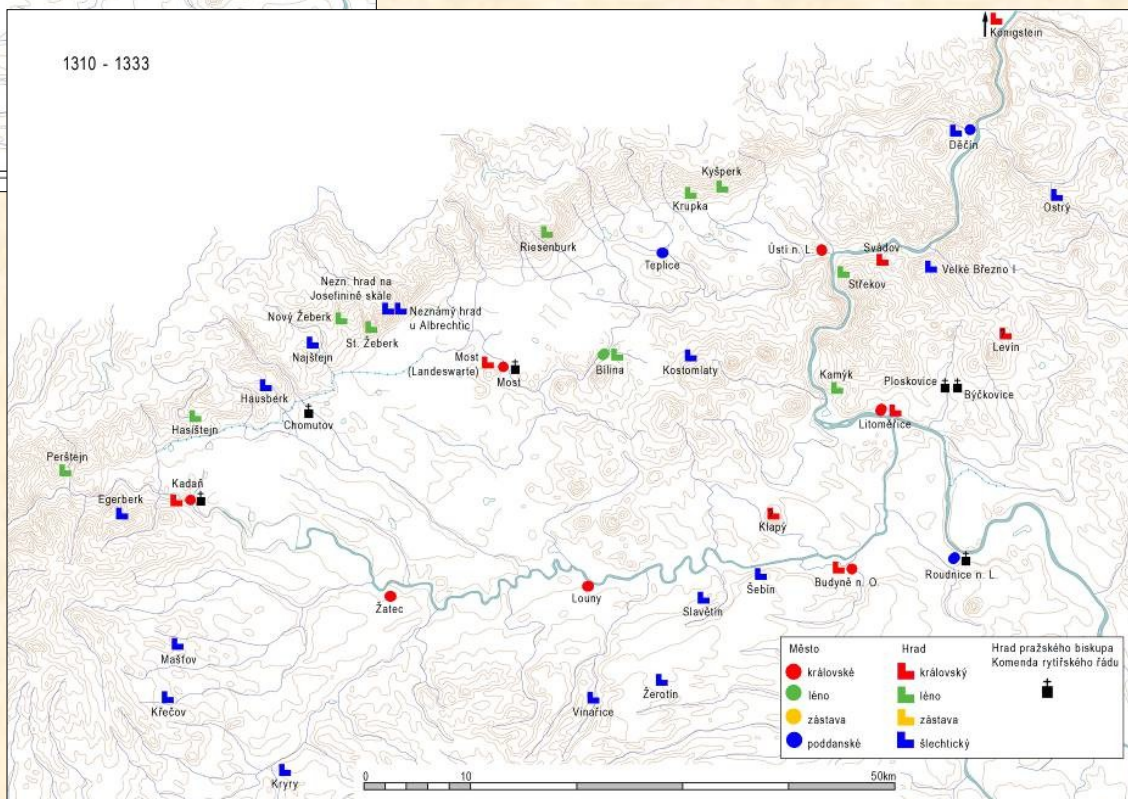 1310 - 1333
Königstein
Děčín
Kyšperk
Krupka
Ostrý
Riesenburk
Teplice
Ústí n. L.
Svádov
Střekov
Velké Březno I
Nezn. hrad na
Josefinině skále
Neznámý hrad
u Albrechtic
Nový Žeberk
St. Žeberk
Najštejn
Most
(Landeswarte)
Most
Bílina
Kostomlaty
Levín
Hausberk
Chomutov
Kamýk
Ploskovice
Býčkovice
Hasištejn
Litoměřice
Perštejn
Kadaň
Egerberk
Klapý
Roudnice n. L.
Žatec
Louny
Šebín
Budyně n. O.
Slavětín
Mašťov
Žerotín
Křečov
Vinařice
Kryry
Město
královské
léno
zástava
poddanské
Hrad
královský
léno
zástava
šlechtický
Hrad pražského biskupa
Komenda rytířského řádu
0 10 50km